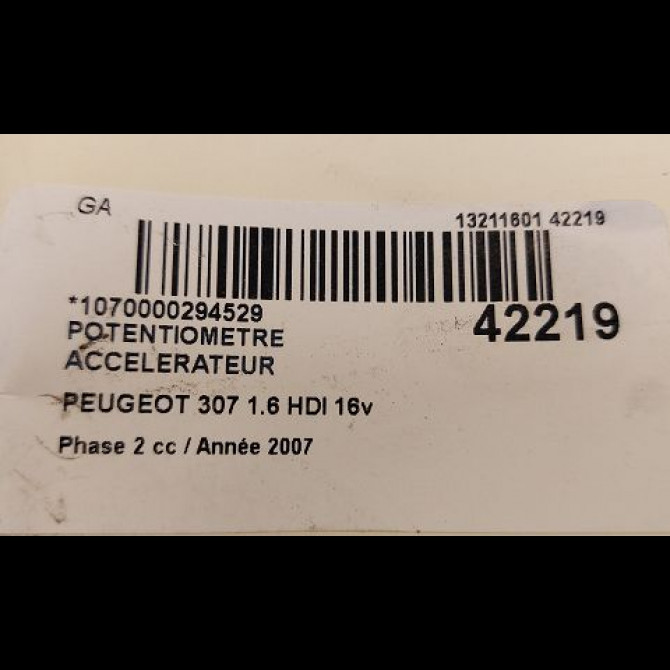 GA
13211601 42219
*1070000294529
42219
POTENTIOMETRE
ACCELERATEUR
PEUGEOT 307 1.6 HDI 16v
Phase 2 cc / Année 2007